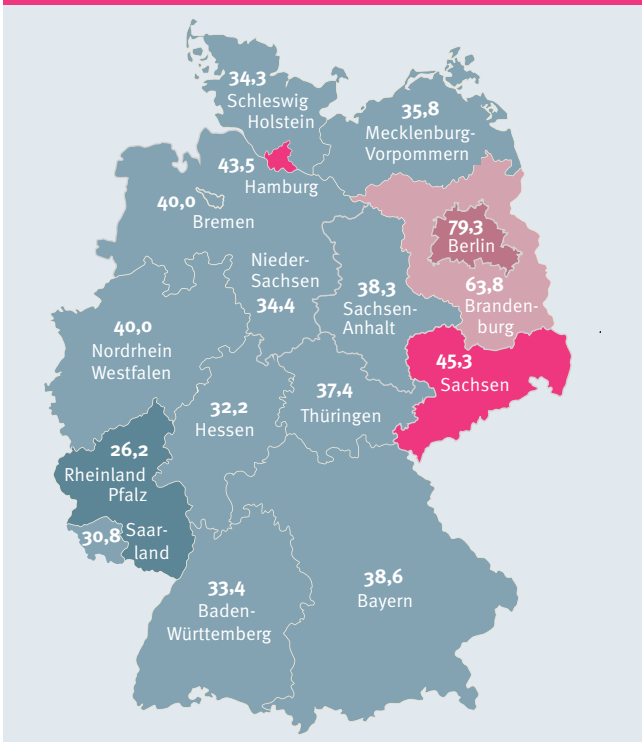 34,3
Schleswig
Holstein
35,8
Mecklenburg-
Vorpommern
43,5
Hamburg
40,0
Bremen
79,3
Berlin
Nieder-
Sachsen
34,4
38,3
Sachsen-
Anhalt
63,8
Branden-
burg
40,0
Nordrhein
Westfalen
45,3
Sachsen
37,4
Thüringen
32,2
Hessen
26,2
Rheinland
Pfalz
30,8 Saar-
land
33,4
Baden-
Württemberg
38,6
Bayern